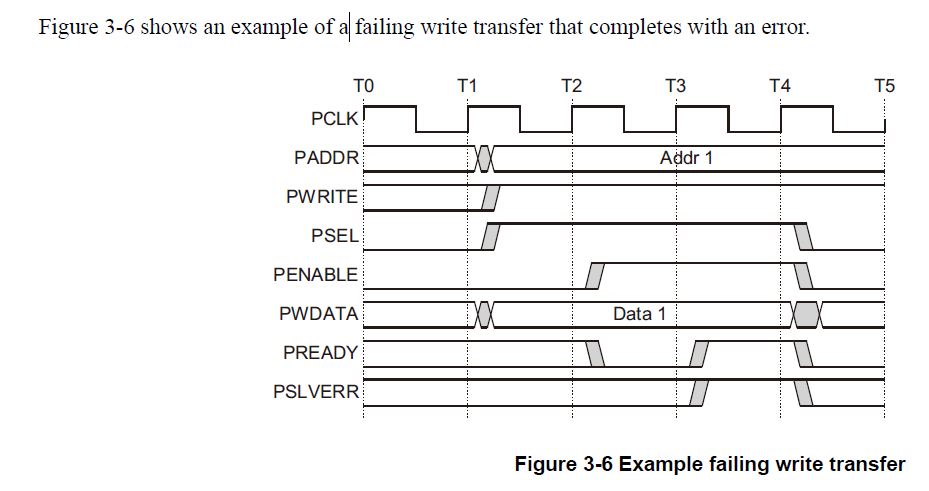 Figure 3-6 shows an example of a failing write transfer that completes with an error.
T0 T1 T2 T3 T4 T5
PCLK
PADDR Addr 1
PWRITE
PSEL
PENABLE
PWDATA Data 1
PREADY
PSLVERR
Figure 3-6 Example failing write transfer